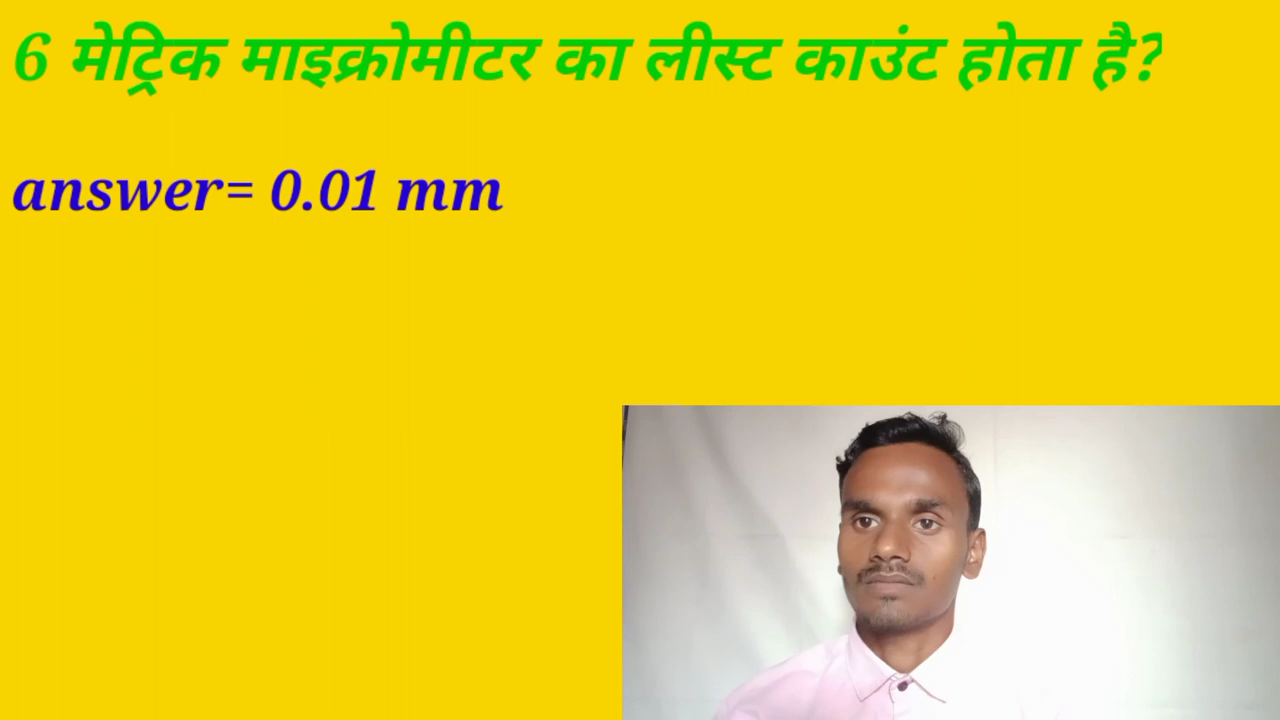 6 मेट्रिक माइक्रोमीटर का लीस्ट काउंट होता है?
answer= 0.01 mm